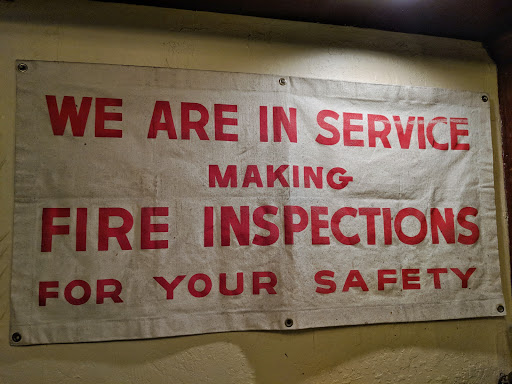 WE ARE IN SERVICE
MAKING
FIRE INSPECTIONS
FOR YOUR SAFETY